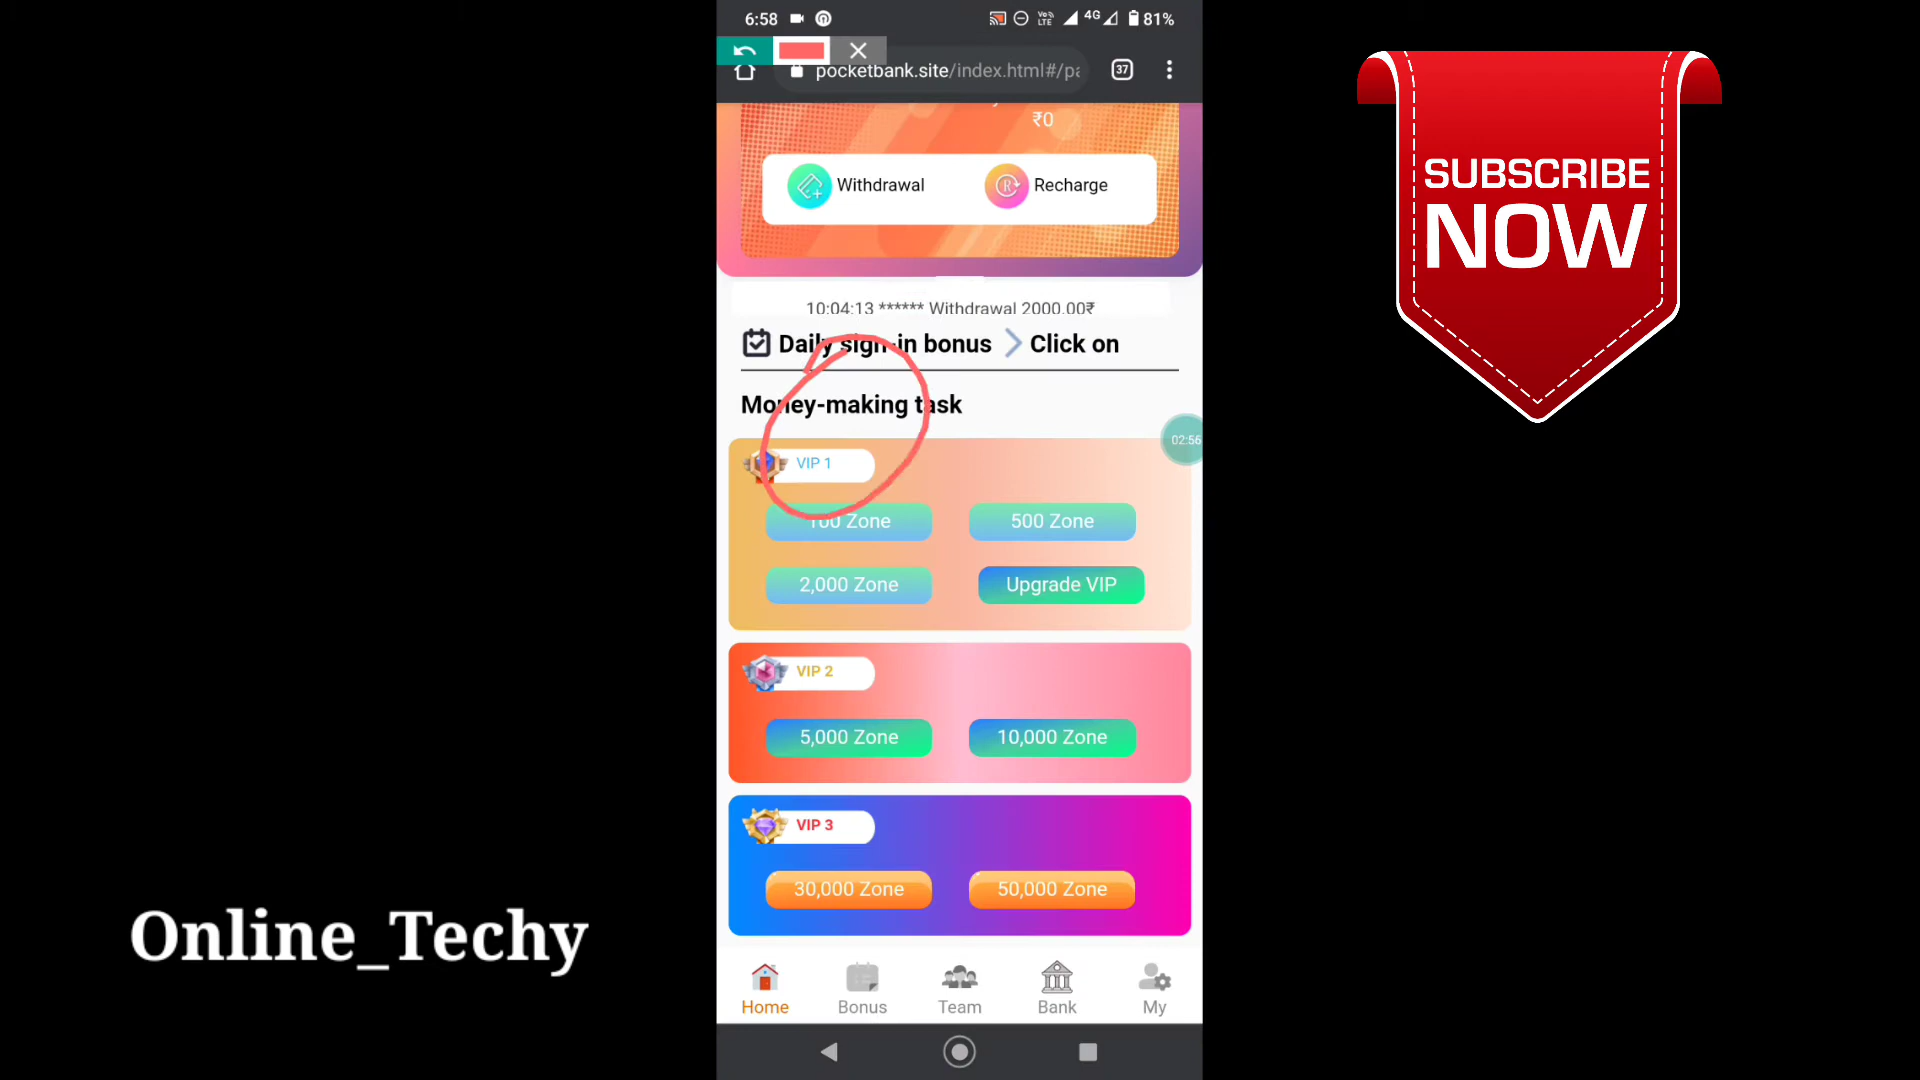 6:58
Vo LTE
4G
81%
pocketbank.site/index.html#/pa
37
₹0
Withdrawal
Recharge
10:04:13 ****** Withdrawal 2000.00₹
Daily sign-in bonus
Click on
Money-making task
02:56
VIP 1
100 Zone
500 Zone
2,000 Zone
Upgrade VIP
VIP 2
5,000 Zone
10,000 Zone
VIP 3
30,000 Zone
50,000 Zone
Home
Bonus
Team
Bank
My
SUBSCRIBE
NOW
Online_Techy